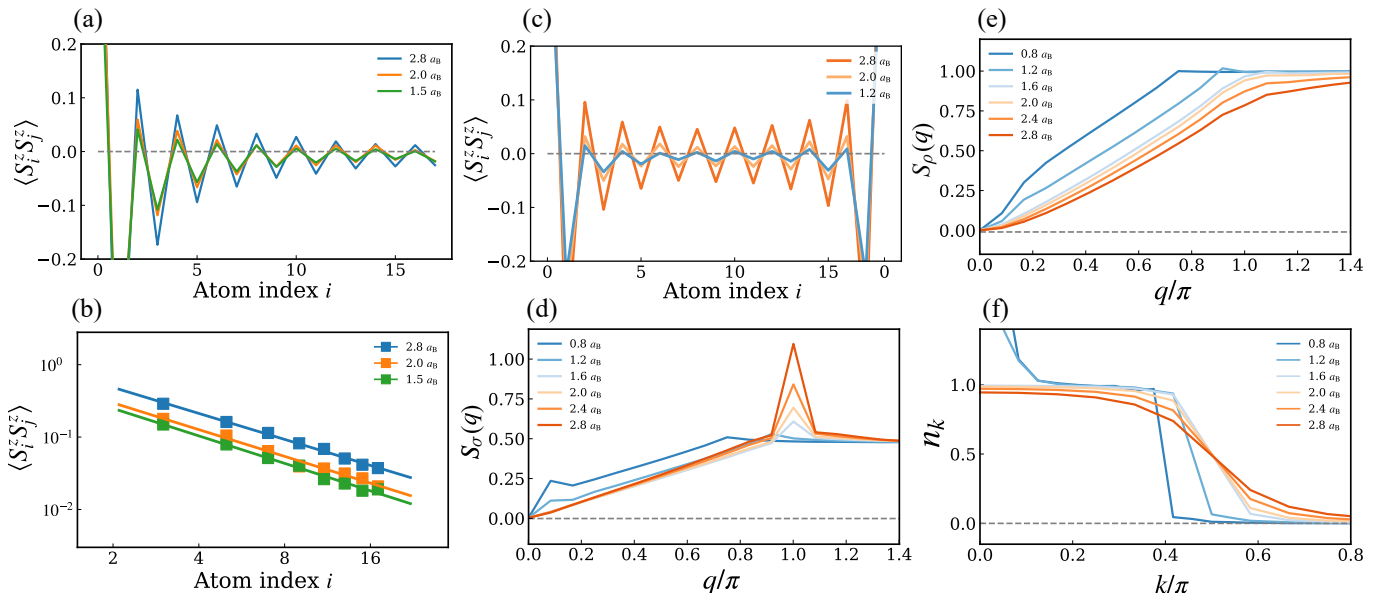 (a)
⟨S_i^z S_j^z⟩
0.2
0.1
0.0
−0.1
−0.2
0
5
10
15
Atom index i
2.8 a_B
2.0 a_B
1.5 a_B
(b)
⟨S_i^z S_j^z⟩
10^0
10^−1
10^−2
2
4
8
16
Atom index i
2.8 a_B
2.0 a_B
1.5 a_B
(c)
⟨S_i^z S_j^z⟩
0.2
0.1
0.0
−0.1
−0.2
0
5
10
15
0
Atom index i
2.8 a_B
2.0 a_B
1.2 a_B
(d)
S_σ(q)
1.00
0.75
0.50
0.25
0.00
0.0
0.2
0.4
0.6
0.8
1.0
1.2
1.4
q/π
0.8 a_B
1.2 a_B
1.6 a_B
2.0 a_B
2.4 a_B
2.8 a_B
(e)
S_ρ(q)
1.00
0.75
0.50
0.25
0.00
0.0
0.2
0.4
0.6
0.8
1.0
1.2
1.4
q/π
0.8 a_B
1.2 a_B
1.6 a_B
2.0 a_B
2.4 a_B
2.8 a_B
(f)
n_k
1.0
0.5
0.0
0.0
0.2
0.4
0.6
0.8
k/π
0.8 a_B
1.2 a_B
1.6 a_B
2.0 a_B
2.4 a_B
2.8 a_B